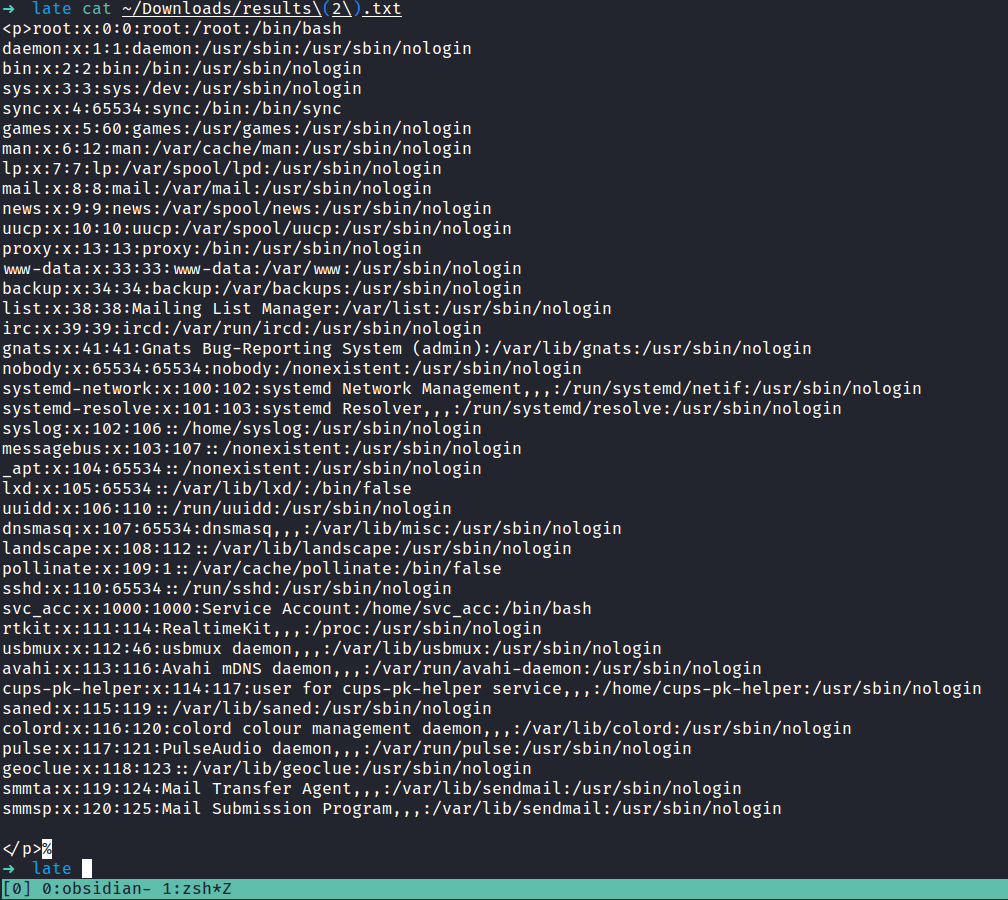 → late cat ~/Downloads/results\(2\).txt
<p>root:x:0:0:root:/root:/bin/bash
daemon:x:1:1:daemon:/usr/sbin:/usr/sbin/nologin
bin:x:2:2:bin:/bin:/usr/sbin/nologin
sys:x:3:3:sys:/dev:/usr/sbin/nologin
sync:x:4:65534:sync:/bin:/bin/sync
games:x:5:60:games:/usr/games:/usr/sbin/nologin
man:x:6:12:man:/var/cache/man:/usr/sbin/nologin
lp:x:7:7:lp:/var/spool/lpd:/usr/sbin/nologin
mail:x:8:8:mail:/var/mail:/usr/sbin/nologin
news:x:9:9:news:/var/spool/news:/usr/sbin/nologin
uucp:x:10:10:uucp:/var/spool/uucp:/usr/sbin/nologin
proxy:x:13:13:proxy:/bin:/usr/sbin/nologin
www-data:x:33:33:www-data:/var/www:/usr/sbin/nologin
backup:x:34:34:backup:/var/backups:/usr/sbin/nologin
list:x:38:38:Mailing List Manager:/var/list:/usr/sbin/nologin
irc:x:39:39:ircd:/var/run/ircd:/usr/sbin/nologin
gnats:x:41:41:Gnats Bug-Reporting System (admin):/var/lib/gnats:/usr/sbin/nologin
nobody:x:65534:65534:nobody:/nonexistent:/usr/sbin/nologin
systemd-network:x:100:102:systemd Network Management,,,:/run/systemd/netif:/usr/sbin/nologin
systemd-resolve:x:101:103:systemd Resolver,,,:/run/systemd/resolve:/usr/sbin/nologin
syslog:x:102:106::/home/syslog:/usr/sbin/nologin
messagebus:x:103:107::/nonexistent:/usr/sbin/nologin
_apt:x:104:65534::/nonexistent:/usr/sbin/nologin
lxd:x:105:65534::/var/lib/lxd/:/bin/false
uuidd:x:106:110::/run/uuidd:/usr/sbin/nologin
dnsmasq:x:107:65534:dnsmasq,,,:/var/lib/misc:/usr/sbin/nologin
landscape:x:108:112::/var/lib/landscape:/usr/sbin/nologin
pollinate:x:109:1::/var/cache/pollinate:/bin/false
sshd:x:110:65534::/run/sshd:/usr/sbin/nologin
svc_acc:x:1000:1000:Service Account:/home/svc_acc:/bin/bash
rtkit:x:111:114:RealtimeKit,,,:/proc:/usr/sbin/nologin
usbmux:x:112:46:usbmux daemon,,,:/var/lib/usbmux:/usr/sbin/nologin
avahi:x:113:116:Avahi mDNS daemon,,,:/var/run/avahi-daemon:/usr/sbin/nologin
cups-pk-helper:x:114:117:user for cups-pk-helper service,,,:/home/cups-pk-helper:/usr/sbin/nologin
saned:x:115:119::/var/lib/saned:/usr/sbin/nologin
colord:x:116:120:colord colour management daemon,,,:/var/lib/colord:/usr/sbin/nologin
pulse:x:117:121:PulseAudio daemon,,,:/var/run/pulse:/usr/sbin/nologin
geoclue:x:118:123::/var/lib/geoclue:/usr/sbin/nologin
smmta:x:119:124:Mail Transfer Agent,,,:/var/lib/sendmail:/usr/sbin/nologin
smmsp:x:120:125:Mail Submission Program,,,:/var/lib/sendmail:/usr/sbin/nologin
</p>%
→ late
[0] 0:obsidian- 1:zsh*Z